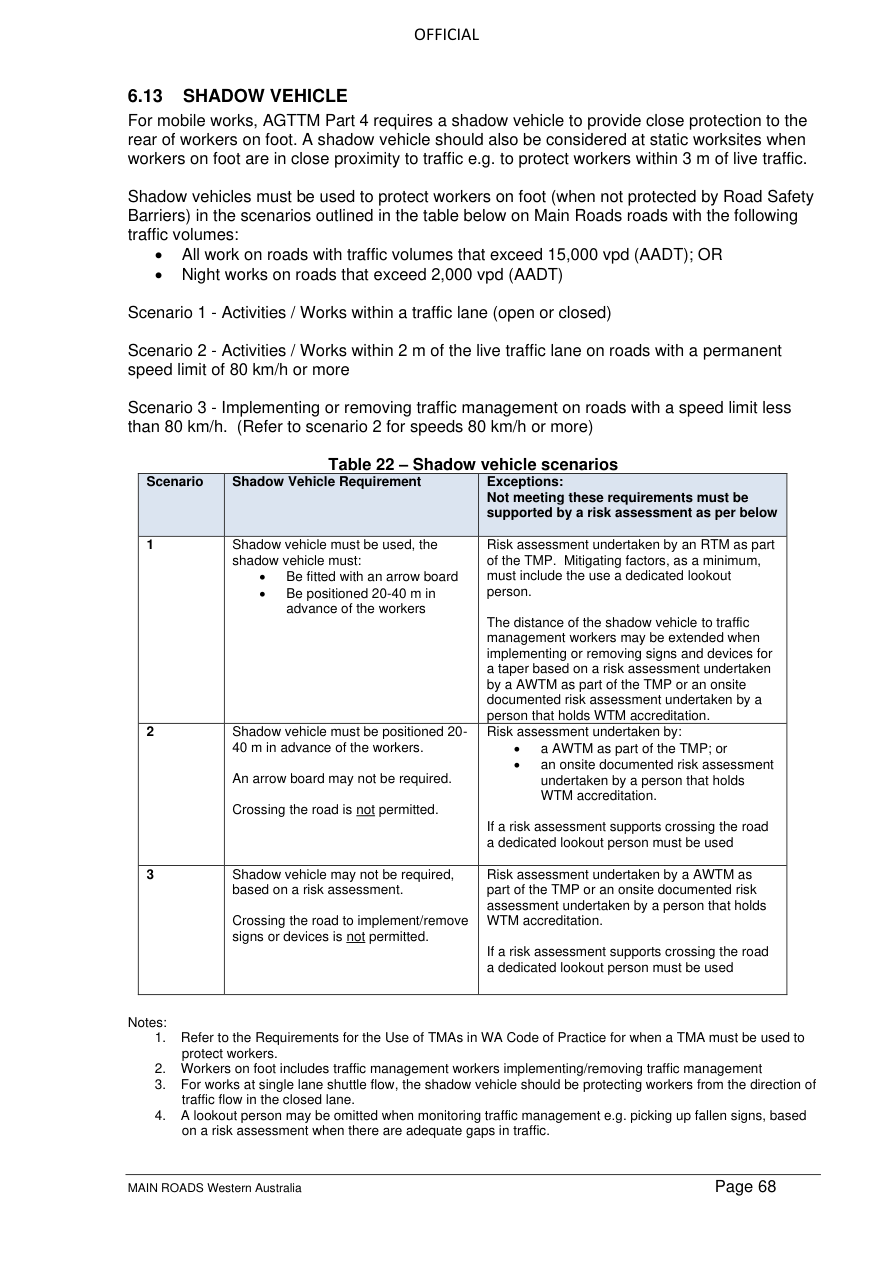 OFFICIAL
6.13 SHADOW VEHICLE
For mobile works, AGTTM Part 4 requires a shadow vehicle to provide close protection to the
rear of workers on foot. A shadow vehicle should also be considered at static worksites when
workers on foot are in close proximity to traffic e.g. to protect workers within 3 m of live traffic.
Shadow vehicles must be used to protect workers on foot (when not protected by Road Safety
Barriers) in the scenarios outlined in the table below on Main Roads roads with the following
traffic volumes:
• All work on roads with traffic volumes that exceed 15,000 vpd (AADT); OR
• Night works on roads that exceed 2,000 vpd (AADT)
Scenario 1 - Activities / Works within a traffic lane (open or closed)
Scenario 2 - Activities / Works within 2 m of the live traffic lane on roads with a permanent
speed limit of 80 km/h or more
Scenario 3 - Implementing or removing traffic management on roads with a speed limit less
than 80 km/h. (Refer to scenario 2 for speeds 80 km/h or more)
Table 22 – Shadow vehicle scenarios
Scenario
Shadow Vehicle Requirement
Exceptions:
Not meeting these requirements must be
supported by a risk assessment as per below
1
Shadow vehicle must be used, the
shadow vehicle must:
• Be fitted with an arrow board
• Be positioned 20-40 m in
advance of the workers
Risk assessment undertaken by an RTM as part
of the TMP. Mitigating factors, as a minimum,
must include the use a dedicated lookout
person.
The distance of the shadow vehicle to traffic
management workers may be extended when
implementing or removing signs and devices for
a taper based on a risk assessment undertaken
by a AWTM as part of the TMP or an onsite
documented risk assessment undertaken by a
person that holds WTM accreditation.
2
Shadow vehicle must be positioned 20-
40 m in advance of the workers.
An arrow board may not be required.
Crossing the road is not permitted.
Risk assessment undertaken by:
• a AWTM as part of the TMP; or
• an onsite documented risk assessment
undertaken by a person that holds
WTM accreditation.
If a risk assessment supports crossing the road
a dedicated lookout person must be used
3
Shadow vehicle may not be required,
based on a risk assessment.
Crossing the road to implement/remove
signs or devices is not permitted.
Risk assessment undertaken by a AWTM as
part of the TMP or an onsite documented risk
assessment undertaken by a person that holds
WTM accreditation.
If a risk assessment supports crossing the road
a dedicated lookout person must be used
Notes:
1. Refer to the Requirements for the Use of TMAs in WA Code of Practice for when a TMA must be used to
protect workers.
2. Workers on foot includes traffic management workers implementing/removing traffic management
3. For works at single lane shuttle flow, the shadow vehicle should be protecting workers from the direction of
traffic flow in the closed lane.
4. A lookout person may be omitted when monitoring traffic management e.g. picking up fallen signs, based
on a risk assessment when there are adequate gaps in traffic.
MAIN ROADS Western Australia Page 68